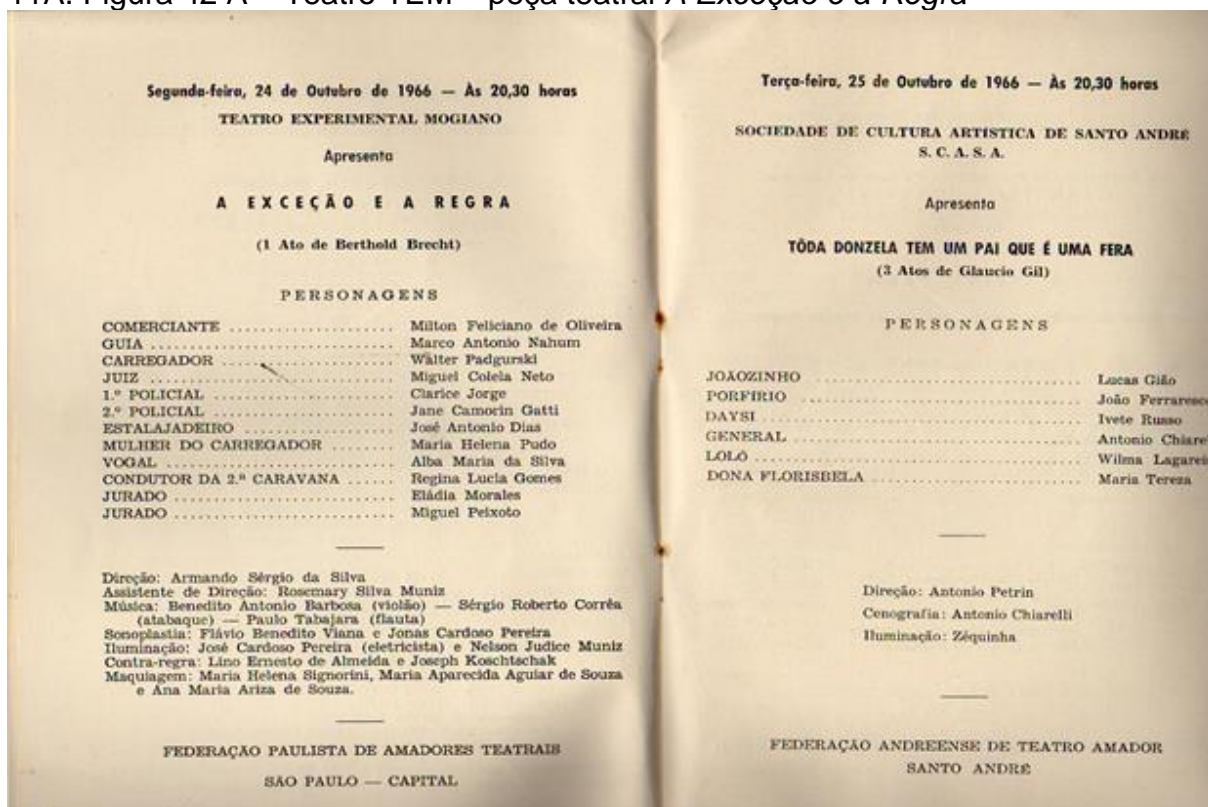 Segunda-feira, 24 de Outubro de 1966 — Às 20,30 horas
TEATRO EXPERIMENTAL MOGIANO
Apresenta
A EXCEÇÃO E A REGRA
(1 Ato de Berthold Brecht)
PERSONAGENS
COMERCIANTE ..................... Milton Feliciano de Oliveira
GUIA ............................... Marco Antonio Nahum
CARREGADOR ...................... Walter Padgurski
JUIZ ............................... Miguel Colela Neto
1.º POLICIAL ........................ Clarice Jorge
2.º POLICIAL ........................ Jane Camorin Gatti
ESTALAJADEIRO .................... José Antonio Dias
MULHER DO CARREGADOR ....... Maria Helena Pudo
VOGAL ............................. Alba Maria da Silva
CONDUTOR DA 2.ª CARAVANA ...... Regina Lucia Gomes
JURADO ............................ Eládia Morales
JURADO ............................ Miguel Peixoto
Direção: Armando Sérgio da Silva
Assistente de Direção: Rosemary Silva Muniz
Música: Benedito Antonio Barbosa (violão) — Sérgio Roberto Corrêa
(atabaque) — Paulo Tabajara (flauta)
Sonoplastia: Flávio Benedito Viana e Jonas Cardoso Pereira
Iluminação: José Cardoso Pereira (eletricista) e Nelson Judice Muniz
Contra-regra: Lino Ernesto de Almeida e Joseph Koschtschak
Maquiagem: Maria Helena Signorini, Maria Aparecida Aguiar de Souza
e Ana Maria Ariza de Souza.
FEDERAÇÃO PAULISTA DE AMADORES TEATRAIS
SÃO PAULO — CAPITAL
Terça-feira, 25 de Outubro de 1966 — Às 20,30 horas
SOCIEDADE DE CULTURA ARTÍSTICA DE SANTO ANDRÉ
S. C. A. S. A.
Apresenta
TÔDA DONZELA TEM UM PAI QUE É UMA FERA
(3 Atos de Glaucio Gil)
PERSONAGENS
JOÃOZINHO .................................. Lucas Gião
PORFÍRIO .................................... João Ferraresc
DAYSI ........................................ Ivete Russo
GENERAL .................................... Antonio Chiare
LOLÓ ......................................... Wilma Lagarei
DONA FLORISBELA .......................... Maria Tereza
Direção: Antonio Petrin
Cenografia: Antonio Chiarelli
Iluminação: Zéquinha
FEDERAÇÃO ANDREENSE DE TEATRO AMADOR
SANTO ANDRÉ